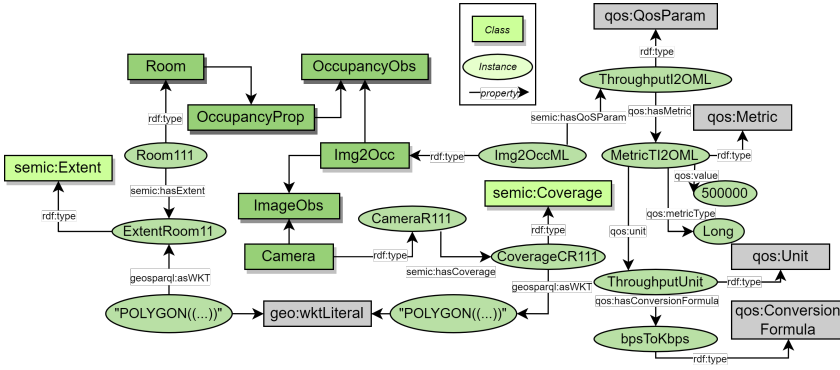 qos:QosParam
Class
Room
OccupancyObs
rdf:type
Instance
ThroughputI2OML
property
rdf:type
OccupancyProp
semic:hasQoSParam
qos:hasMetric
qos:Metric
Room111
Img2Occ
rdf:type
Img2OccML
MetricTI2OML
rdf:type
semic:Extent
qos:value
semic:hasExtent
semic:Coverage
500000
rdf:type
ImageObs
CameraR111
qos:metricType
ExtentRoom11
rdf:type
qos:unit
Long
Camera
rdf:type
CoverageCR111
qos:Unit
semic:hasCoverage
geosparql:asWKT
geosparql:asWKT
ThroughputUnit
rdf:type
qos:hasConversionFormula
"POLYGON((...))"
geo:wktLiteral
"POLYGON((...))"
qos:Conversion
Formula
bpsToKbps
rdf:type